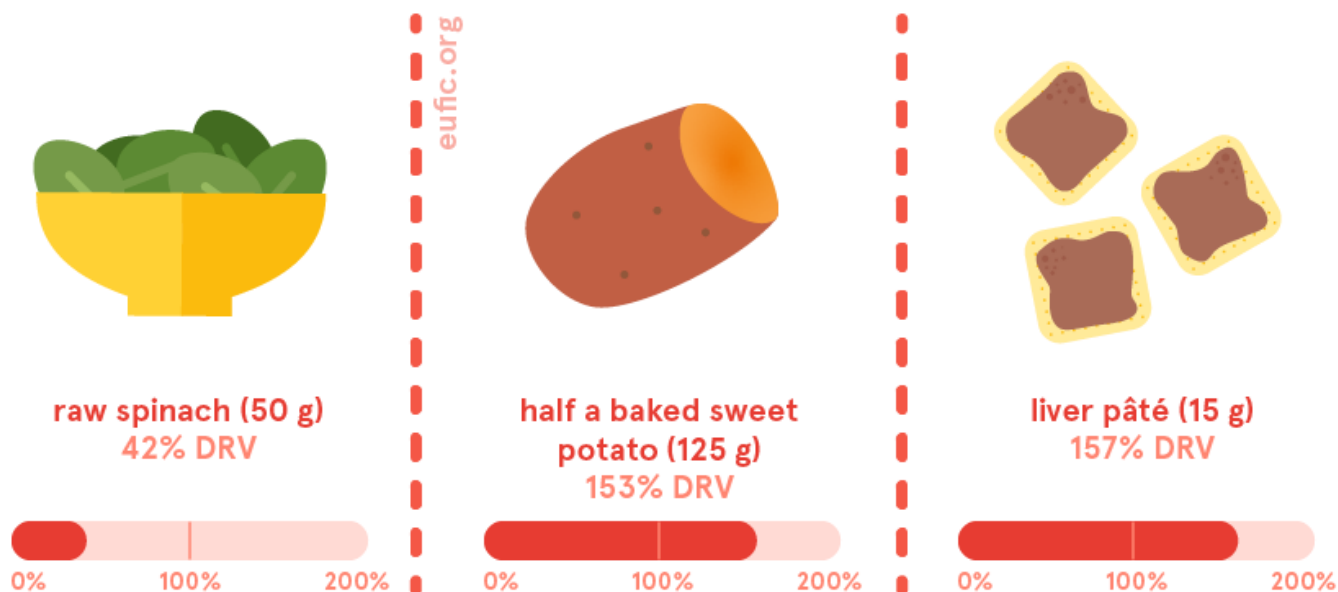 eufic.org
raw spinach (50 g)
42% DRV
0% 100% 200%
half a baked sweet
potato (125 g)
153% DRV
0% 100% 200%
liver pâté (15 g)
157% DRV
0% 100% 200%